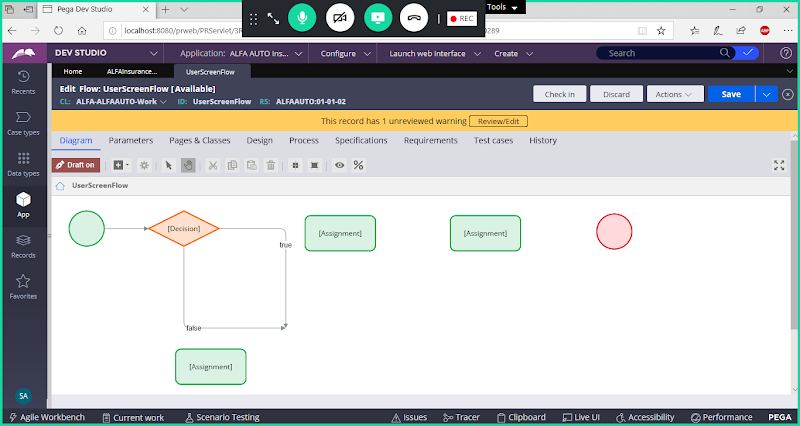 Pega Dev Studio
Tools
REC
localhost:8080/prweb/PRServlet/3R
0289
DEV STUDIO
Application: ALFA AUTO Ins...
Configure
Launch web interface
Create
Search
Home
ALFAInsurance...
UserScreenFlow
Recents
Edit Flow: UserScreenFlow [Available]
CL: ALFA-ALFAAUTO-Work ID: UserScreenFlow RS: ALFAAUTO:01-01-02
Check in
Discard
Actions
Save
Case types
This record has 1 unreviewed warning
Review/Edit
Diagram
Parameters
Pages & Classes
Design
Process
Specifications
Requirements
Test cases
History
Data types
Draft on
App
UserScreenFlow
[Decision]
[Assignment]
[Assignment]
true
Records
Favorites
false
[Assignment]
SA
Agile Workbench
Current work
Scenario Testing
Issues
Tracer
Clipboard
Live UI
Accessibility
Performance
PEGA